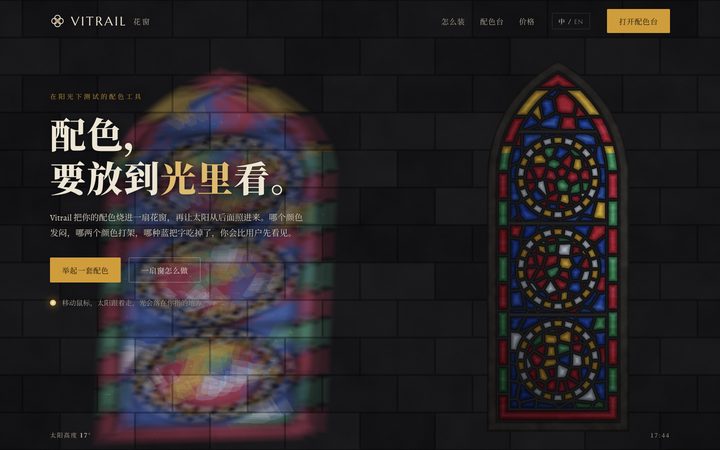 VITRAIL 花窗
怎么装 配色台 价格 中 / EN 打开配色台
在阳光下测试的配色工具
配色，
要放到光里看。
Vitrail 把你的配色烧进一扇花窗，再让太阳从后面照进来。哪个颜色
发闷，哪两个颜色打架，哪种蓝把字吃掉了，你会比用户先看见。
举起一套配色 一扇窗怎么做
移动鼠标，太阳跟着走，光会落在你指的地方
太阳高度 17°
17:44